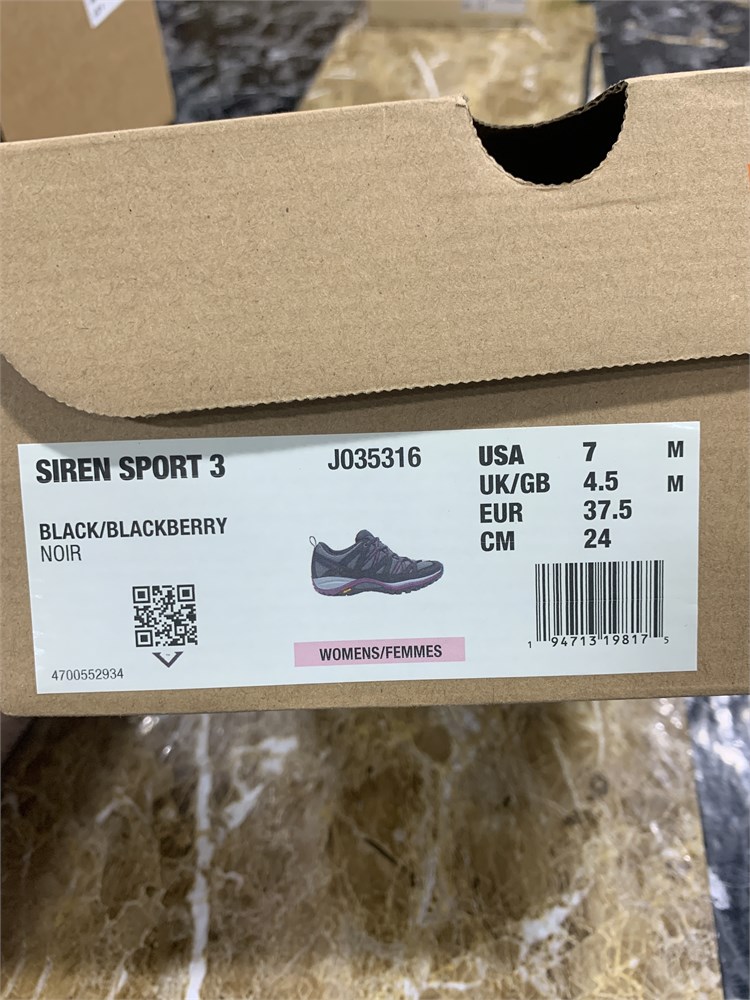 SIREN SPORT 3
J035316
USA 7 M
UK/GB 4.5 M
EUR 37.5
CM 24
BLACK/BLACKBERRY
NOIR
WOMENS/FEMMES
4700552934
1 94713 19817 5